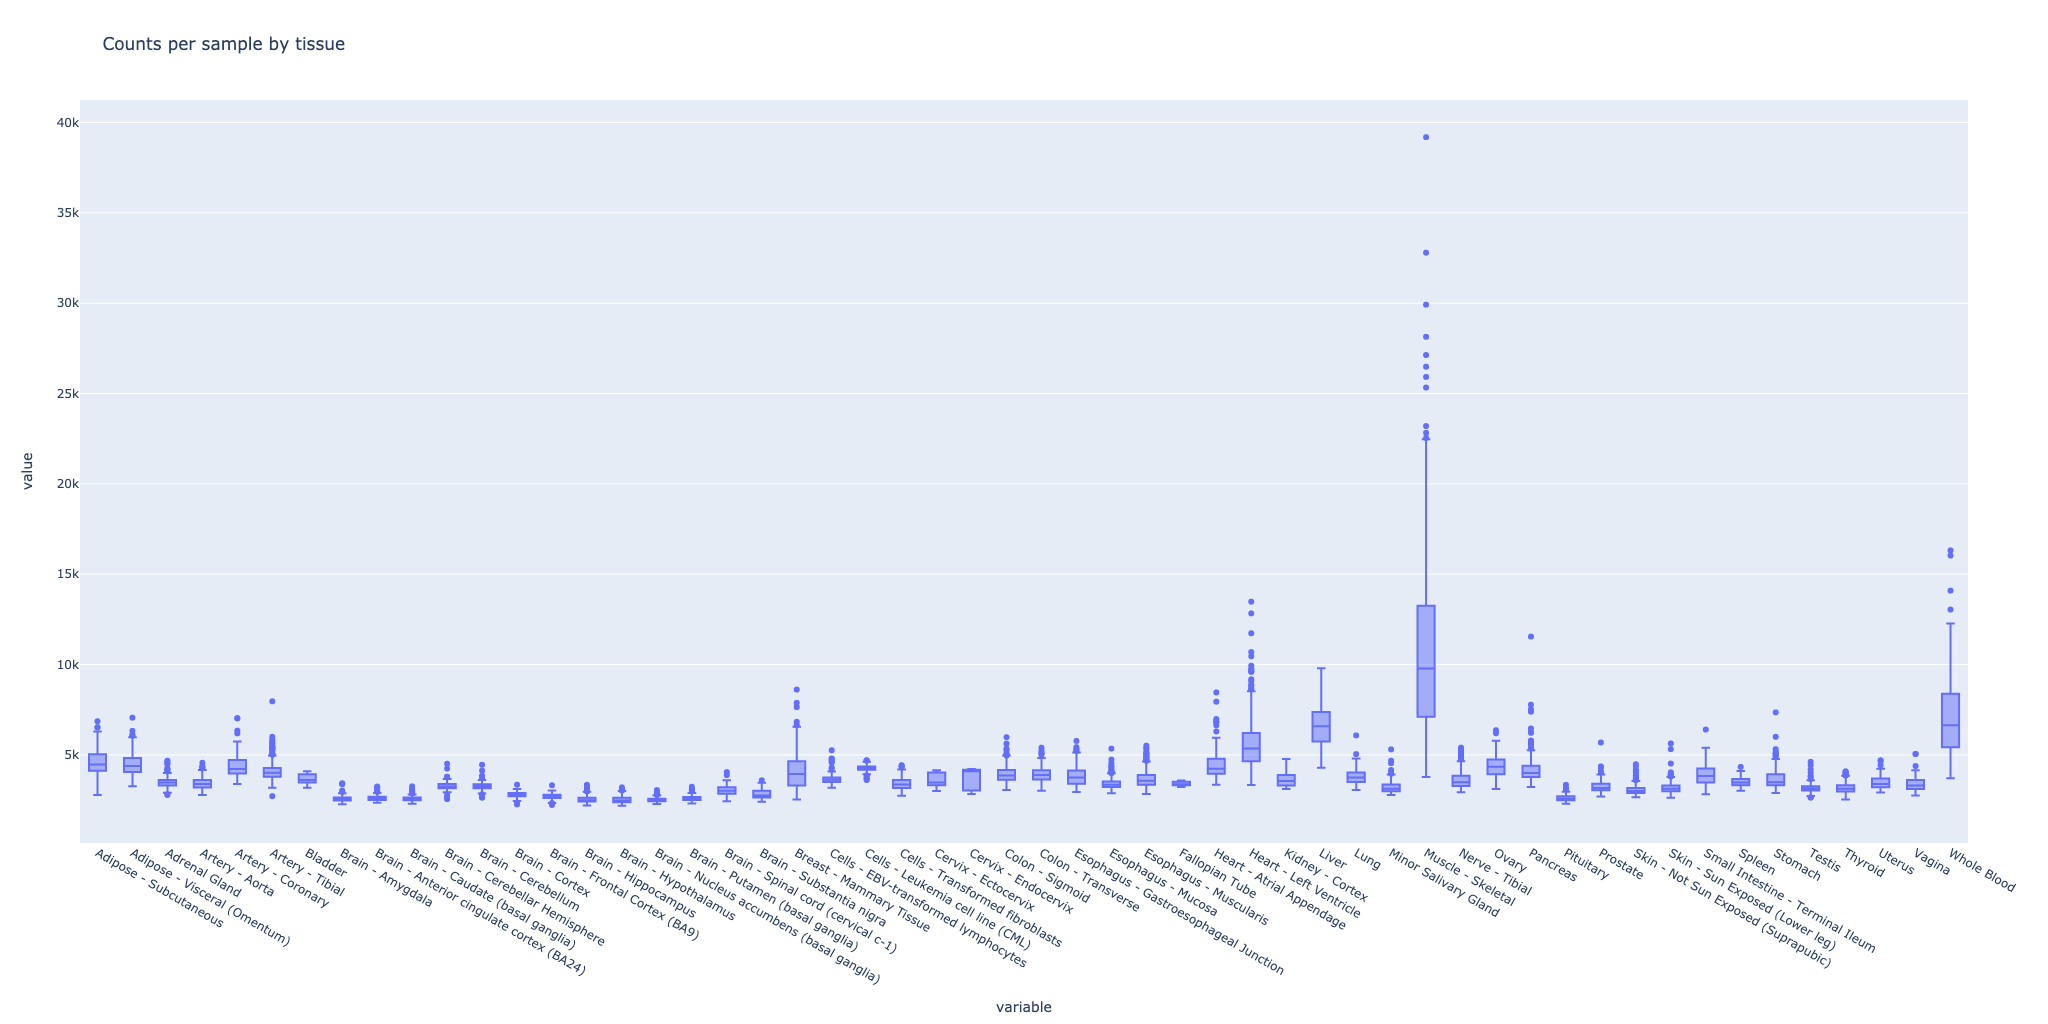 Counts per sample by tissue
40k
35k
30k
25k
20k
15k
10k
5k
value
Adipose - Subcutaneous
Adipose - Visceral (Omentum)
Adrenal Gland
Artery - Aorta
Artery - Coronary
Artery - Tibial
Bladder
Brain - Amygdala
Brain - Anterior cingulate cortex (BA24)
Brain - Caudate (basal ganglia)
Brain - Cerebellar Hemisphere
Brain - Cerebellum
Brain - Cortex
Brain - Frontal Cortex (BA9)
Brain - Hippocampus
Brain - Hypothalamus
Brain - Nucleus accumbens (basal ganglia)
Brain - Putamen (basal ganglia)
Brain - Spinal cord (cervical c-1)
Brain - Substantia nigra
Breast - Mammary Tissue
Cells - EBV-transformed lymphocytes
Cells - Leukemia cell line (CML)
Cells - Transformed fibroblasts
Cervix - Ectocervix
Cervix - Endocervix
Colon - Sigmoid
Colon - Transverse
Esophagus - Gastroesophageal Junction
Esophagus - Mucosa
Esophagus - Muscularis
Fallopian Tube
Heart - Atrial Appendage
Heart - Left Ventricle
Kidney - Cortex
Liver
Lung
Minor Salivary Gland
Muscle - Skeletal
Nerve - Tibial
Ovary
Pancreas
Pituitary
Prostate
Skin - Not Sun Exposed (Suprapubic)
Skin - Sun Exposed (Lower leg)
Small Intestine - Terminal Ileum
Spleen
Stomach
Testis
Thyroid
Uterus
Vagina
Whole Blood
variable